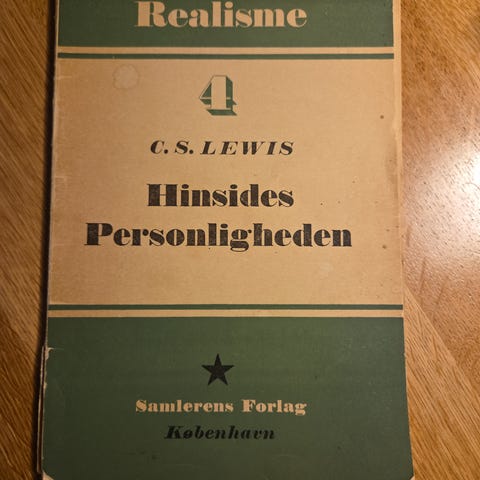 Realisme
4
C. S. LEWIS
Hinsides
Personligheden
Samlerens Forlag
København